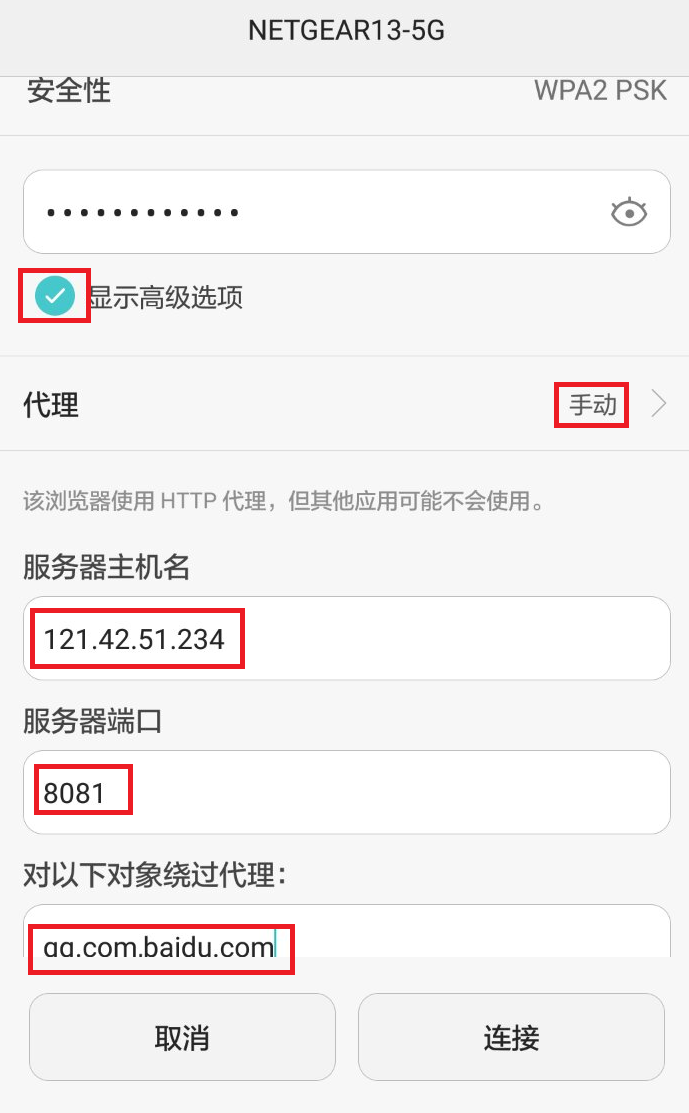 NETGEAR13-5G
安全性 WPA2 PSK
••••••••••••
显示高级选项
代理 手动
该浏览器使用 HTTP 代理，但其他应用可能不会使用。
服务器主机名
121.42.51.234
服务器端口
8081
对以下对象绕过代理：
qq.com.baidu.com
取消 连接